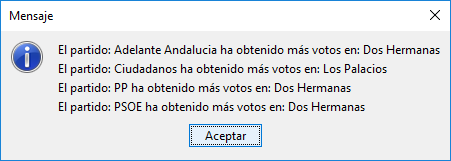 Mensaje
El partido: Adelante Andalucia ha obtenido más votos en: Dos Hermanas
El partido: Ciudadanos ha obtenido más votos en: Los Palacios
El partido: PP ha obtenido más votos en: Dos Hermanas
El partido: PSOE ha obtenido más votos en: Dos Hermanas
Aceptar